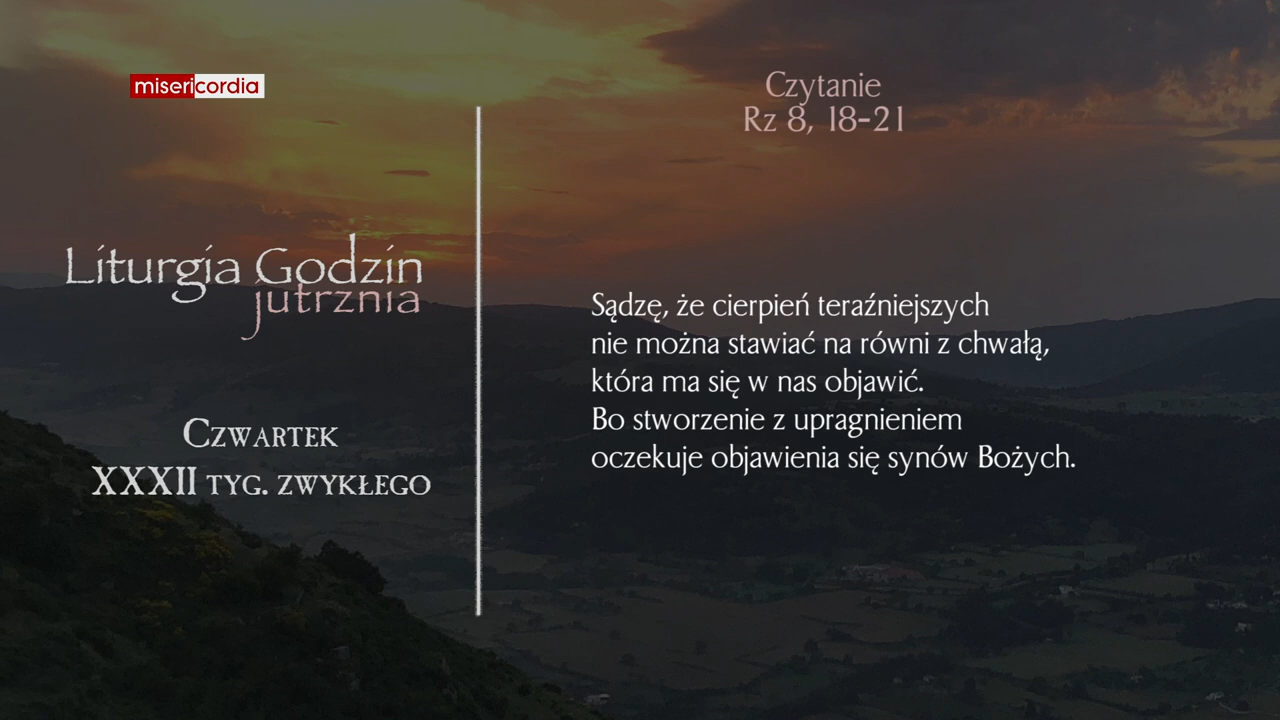 misericordia
Liturgia Godzin
jutrznia
Czwartek
XXXII tyg. zwykłego
Czytanie
Rz 8, 18-21
Sądzę, że cierpień teraźniejszych
nie można stawiać na równi z chwałą,
która ma się w nas objawić.
Bo stworzenie z upragnieniem
oczekuje objawienia się synów Bożych.